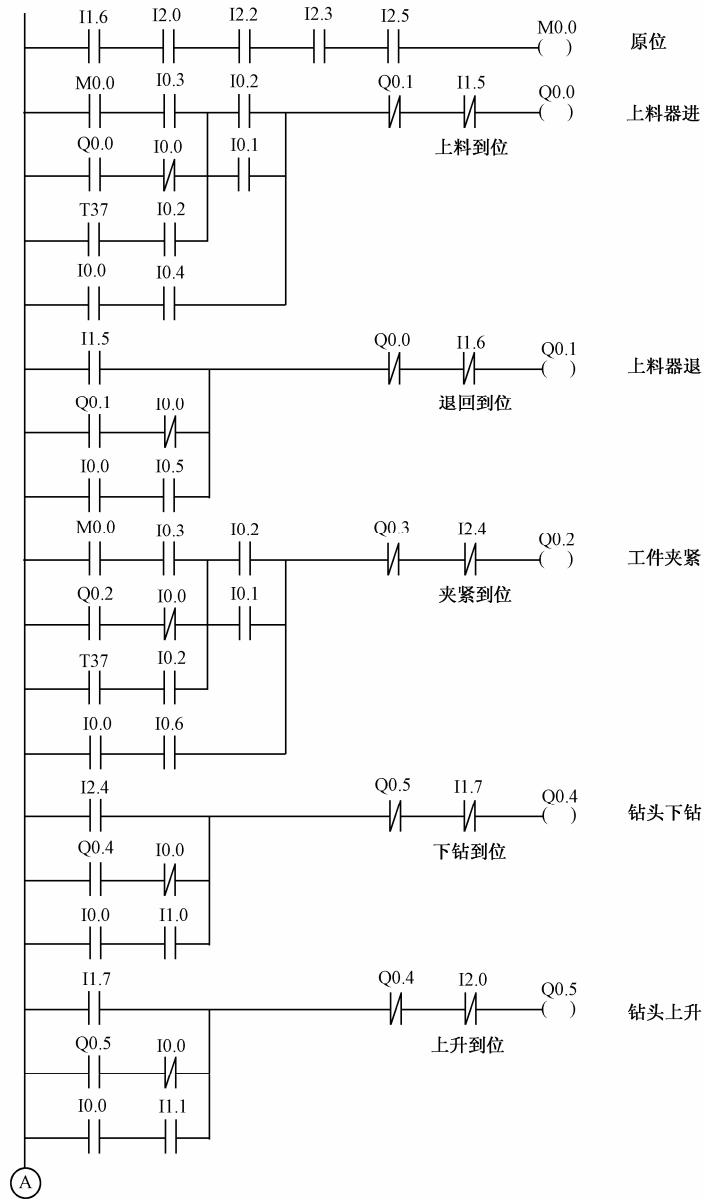 I1.6 I2.0 I2.2 I2.3 I2.5 M0.0 原位
M0.0 I0.3 I0.2 Q0.1 I1.5 Q0.0 上料器进
上料到位
Q0.0 I0.0 I0.1
T37 I0.2
I0.0 I0.4
I1.5 Q0.0 I1.6 Q0.1 上料器退
退回到位
Q0.1 I0.0
I0.0 I0.5
M0.0 I0.3 I0.2 Q0.3 I2.4 Q0.2 工件夹紧
夹紧到位
Q0.2 I0.0 I0.1
T37 I0.2
I0.0 I0.6
I2.4 Q0.5 I1.7 Q0.4 钻头下钻
下钻到位
Q0.4 I0.0
I0.0 I1.0
I1.7 Q0.4 I2.0 Q0.5 钻头上升
上升到位
Q0.5 I0.0
I0.0 I1.1
A